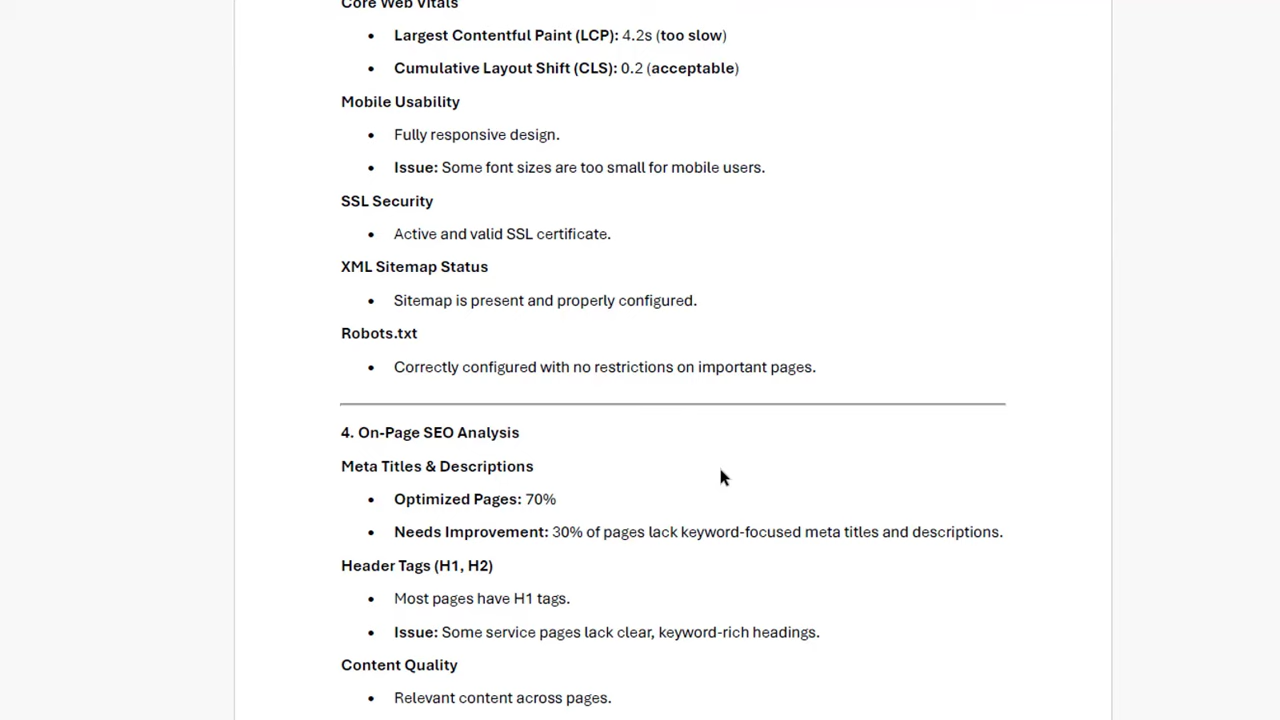 Core Web Vitals
• Largest Contentful Paint (LCP): 4.2s (too slow)
• Cumulative Layout Shift (CLS): 0.2 (acceptable)
Mobile Usability
• Fully responsive design.
• Issue: Some font sizes are too small for mobile users.
SSL Security
• Active and valid SSL certificate.
XML Sitemap Status
• Sitemap is present and properly configured.
Robots.txt
• Correctly configured with no restrictions on important pages.
4. On-Page SEO Analysis
Meta Titles & Descriptions
• Optimized Pages: 70%
• Needs Improvement: 30% of pages lack keyword-focused meta titles and descriptions.
Header Tags (H1, H2)
• Most pages have H1 tags.
• Issue: Some service pages lack clear, keyword-rich headings.
Content Quality
• Relevant content across pages.